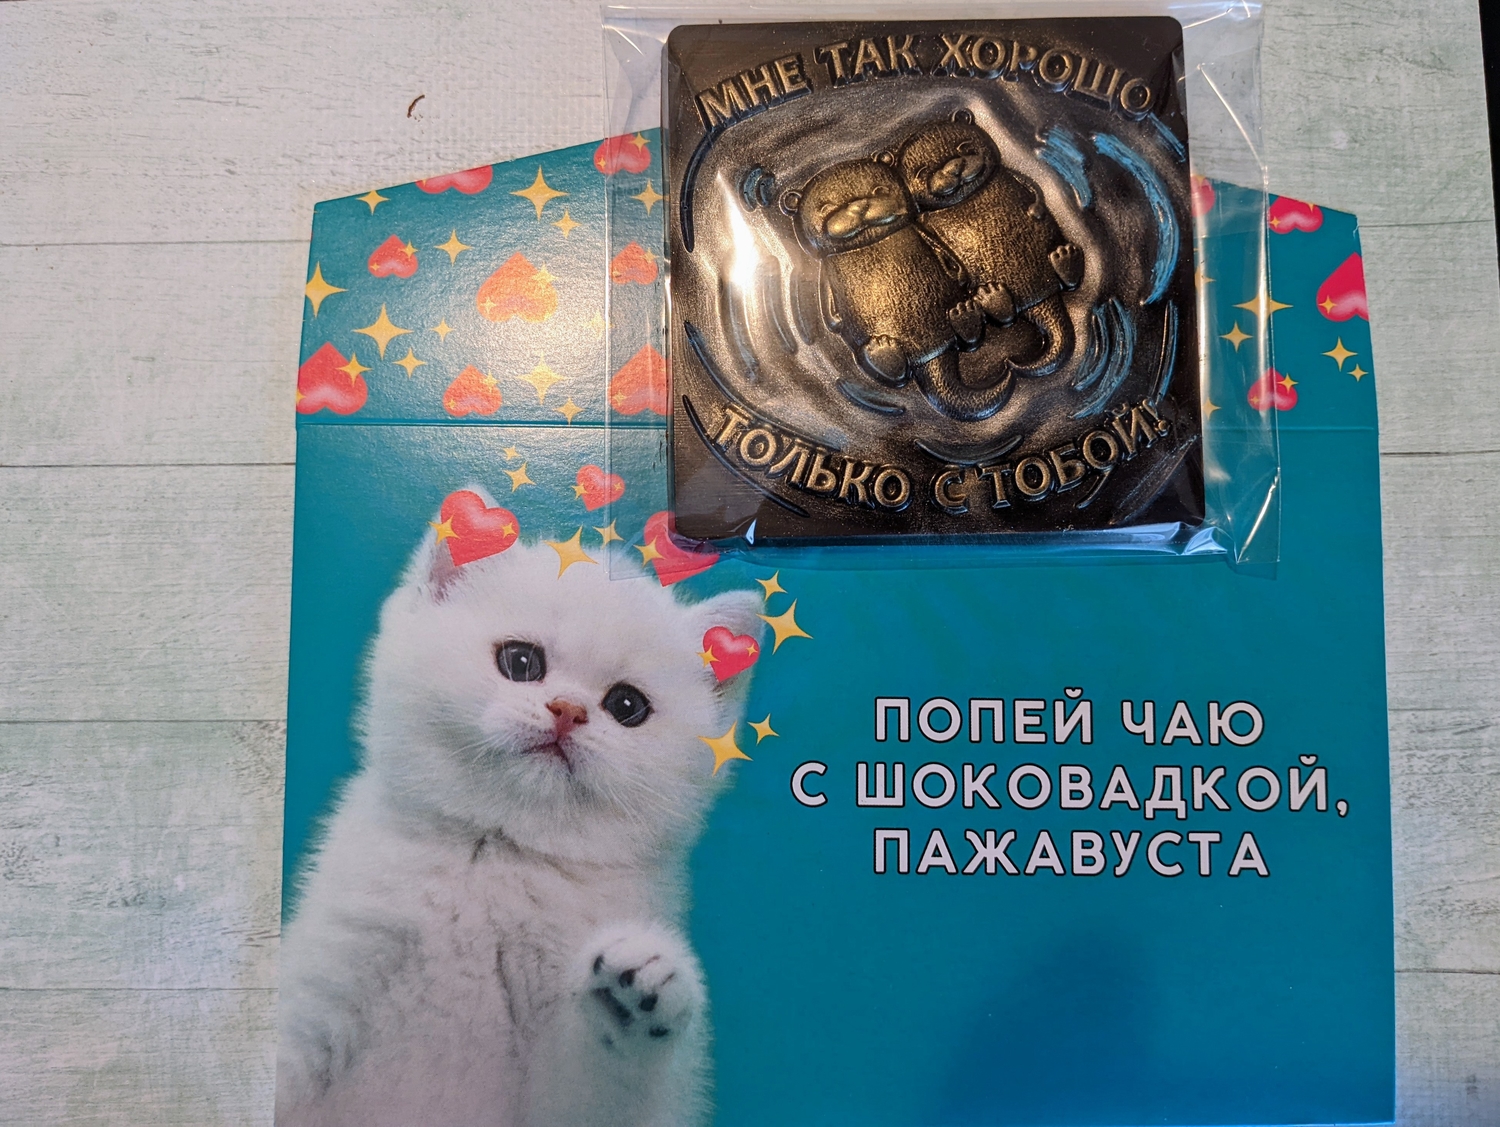 МНЕ ТАК ХОРОШО
ТОЛЬКО С ТОБОЙ!
ПОПЕЙ ЧАЮ
С ШОКОВАДКОЙ,
ПАЖАВУСТА